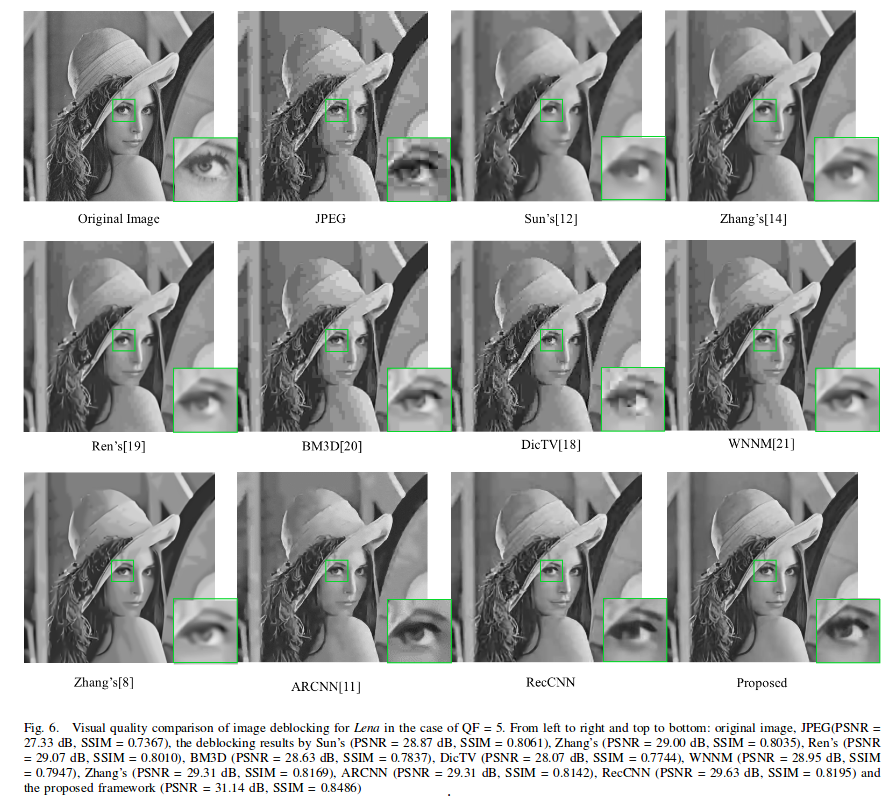 Original Image JPEG Sun's[12] Zhang's[14]
Ren's[19] BM3D[20] DicTV[18] WNNM[21]
Zhang's[8] ARCNN[11] RecCNN Proposed
Fig. 6. Visual quality comparison of image deblocking for Lena in the case of QF = 5. From left to right and top to bottom: original image, JPEG(PSNR =
27.33 dB, SSIM = 0.7367), the deblocking results by Sun's (PSNR = 28.87 dB, SSIM = 0.8061), Zhang's (PSNR = 29.00 dB, SSIM = 0.8035), Ren's (PSNR
= 29.07 dB, SSIM = 0.8010), BM3D (PSNR = 28.63 dB, SSIM = 0.7837), DicTV (PSNR = 28.07 dB, SSIM = 0.7744), WNNM (PSNR = 28.95 dB, SSIM
= 0.7947), Zhang's (PSNR = 29.31 dB, SSIM = 0.8169), ARCNN (PSNR = 29.31 dB, SSIM = 0.8142), RecCNN (PSNR = 29.63 dB, SSIM = 0.8195) and
the proposed framework (PSNR = 31.14 dB, SSIM = 0.8486)